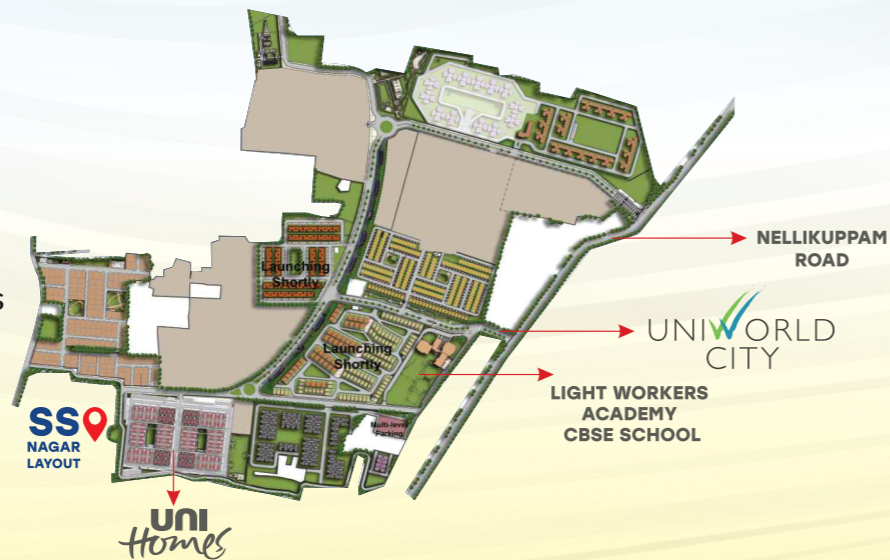 Launching
Shortly
NELLIKUPPAM
ROAD
S
UNIWORLD
CITY
Launching
Shortly
LIGHT WORKERS
ACADEMY
CBSE SCHOOL
SS
NAGAR
LAYOUT
Multi-level
Parking
UNI
Homes